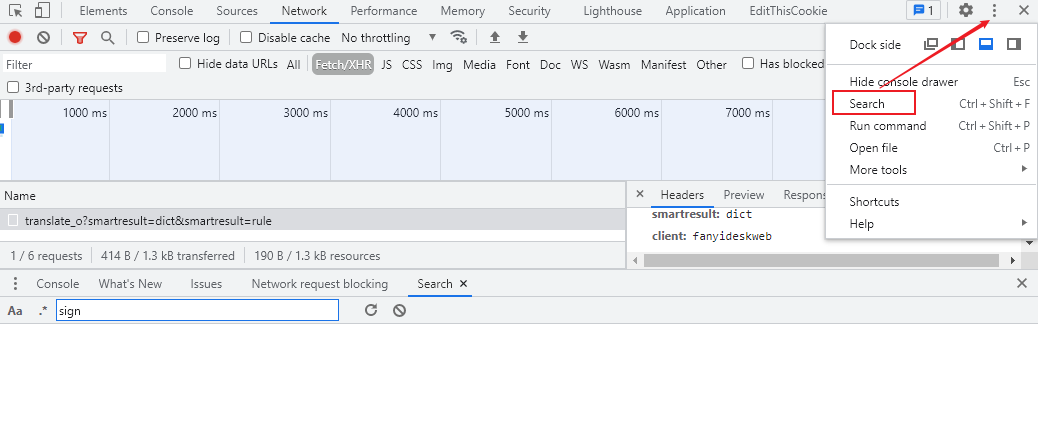 Elements Console Sources Network Performance Memory Security Lighthouse Application EditThisCookie 1
Preserve log Disable cache No throttling
Filter Hide data URLs All Fetch/XHR JS CSS Img Media Font Doc WS Wasm Manifest Other Has blocked
3rd-party requests
1000 ms 2000 ms 3000 ms 4000 ms 5000 ms 6000 ms 7000 ms
Dock side
Hide console drawer Esc
Search Ctrl + Shift + F
Run command Ctrl + Shift + P
Open file Ctrl + P
More tools
Shortcuts
Help
Name
translate_o?smartresult=dict&smartresult=rule
1 / 6 requests 414 B / 1.3 kB transferred 190 B / 1.3 kB resources
Headers Preview Respons
smartresult: dict
client: fanyideskweb
Console What's New Issues Network request blocking Search
Aa .* sign